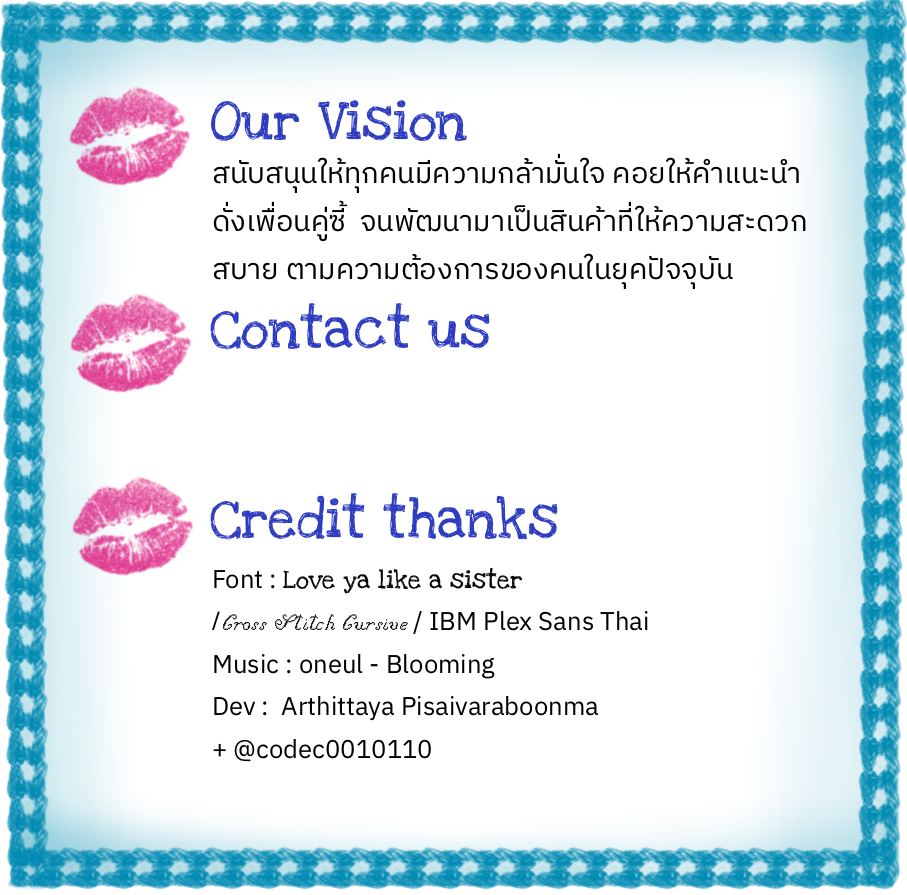 Our Vision
สนับสนุนให้ทุกคนมีความกล้ามั่นใจ คอยให้คำแนะนำ
ดั่งเพื่อนคู่ซี้ จนพัฒนามาเป็นสินค้าที่ให้ความสะดวก
สบาย ตามความต้องการของคนในยุคปัจจุบัน
Contact us
Credit thanks
Font : Love ya like a sister
/Cross Stitch Cursive / IBM Plex Sans Thai
Music : oneul - Blooming
Dev : Arthittaya Pisaivaraboonma
+ @codec0010110